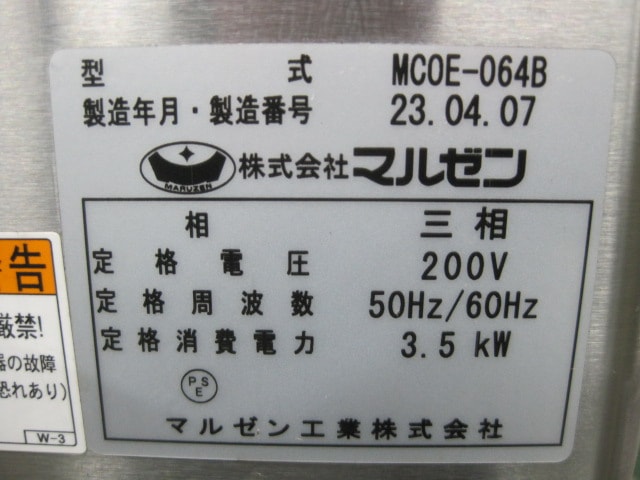 型式 MCOE-064B
製造年月・製造番号 23.04.07
MARUZEN 株式会社マルゼン
相 三相
定格電圧 200V
定格周波数 50Hz/60Hz
定格消費電力 3.5 kW
PSE
マルゼン工業株式会社
告
厳禁!
器の故障
恐れあり)
W-3